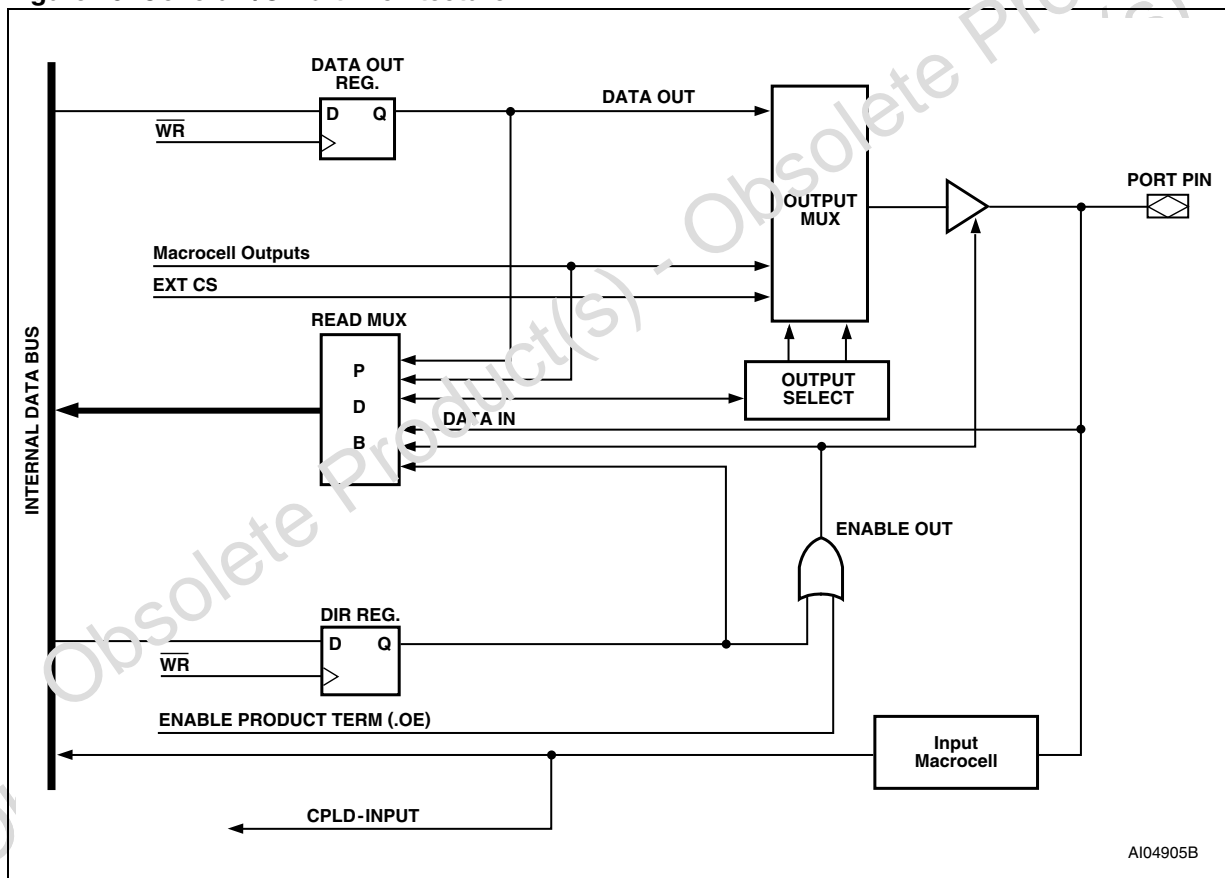 DATA OUT
REG.
D Q
WR
DATA OUT
OUTPUT
MUX
PORT PIN
Macrocell Outputs
EXT CS
READ MUX
P
D
B
OUTPUT
SELECT
DATA IN
INTERNAL DATA BUS
ENABLE OUT
DIR REG.
D Q
WR
ENABLE PRODUCT TERM (.OE)
Input
Macrocell
CPLD-INPUT
AI04905B
Obsolete Product(s) - Obsolete